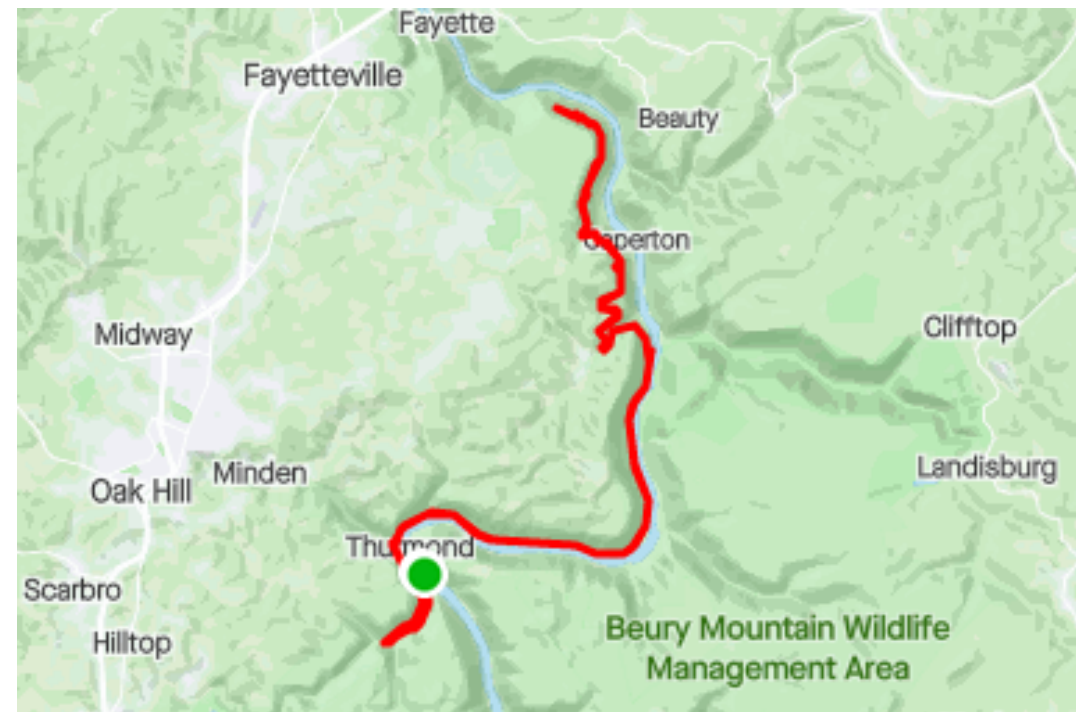 Fayette
Fayetteville
Beauty
Caperton
Midway
Clifftop
Minden
Landisburg
Oak Hill
Thurmond
Scarbro
Hilltop
Beury Mountain Wildlife
Management Area